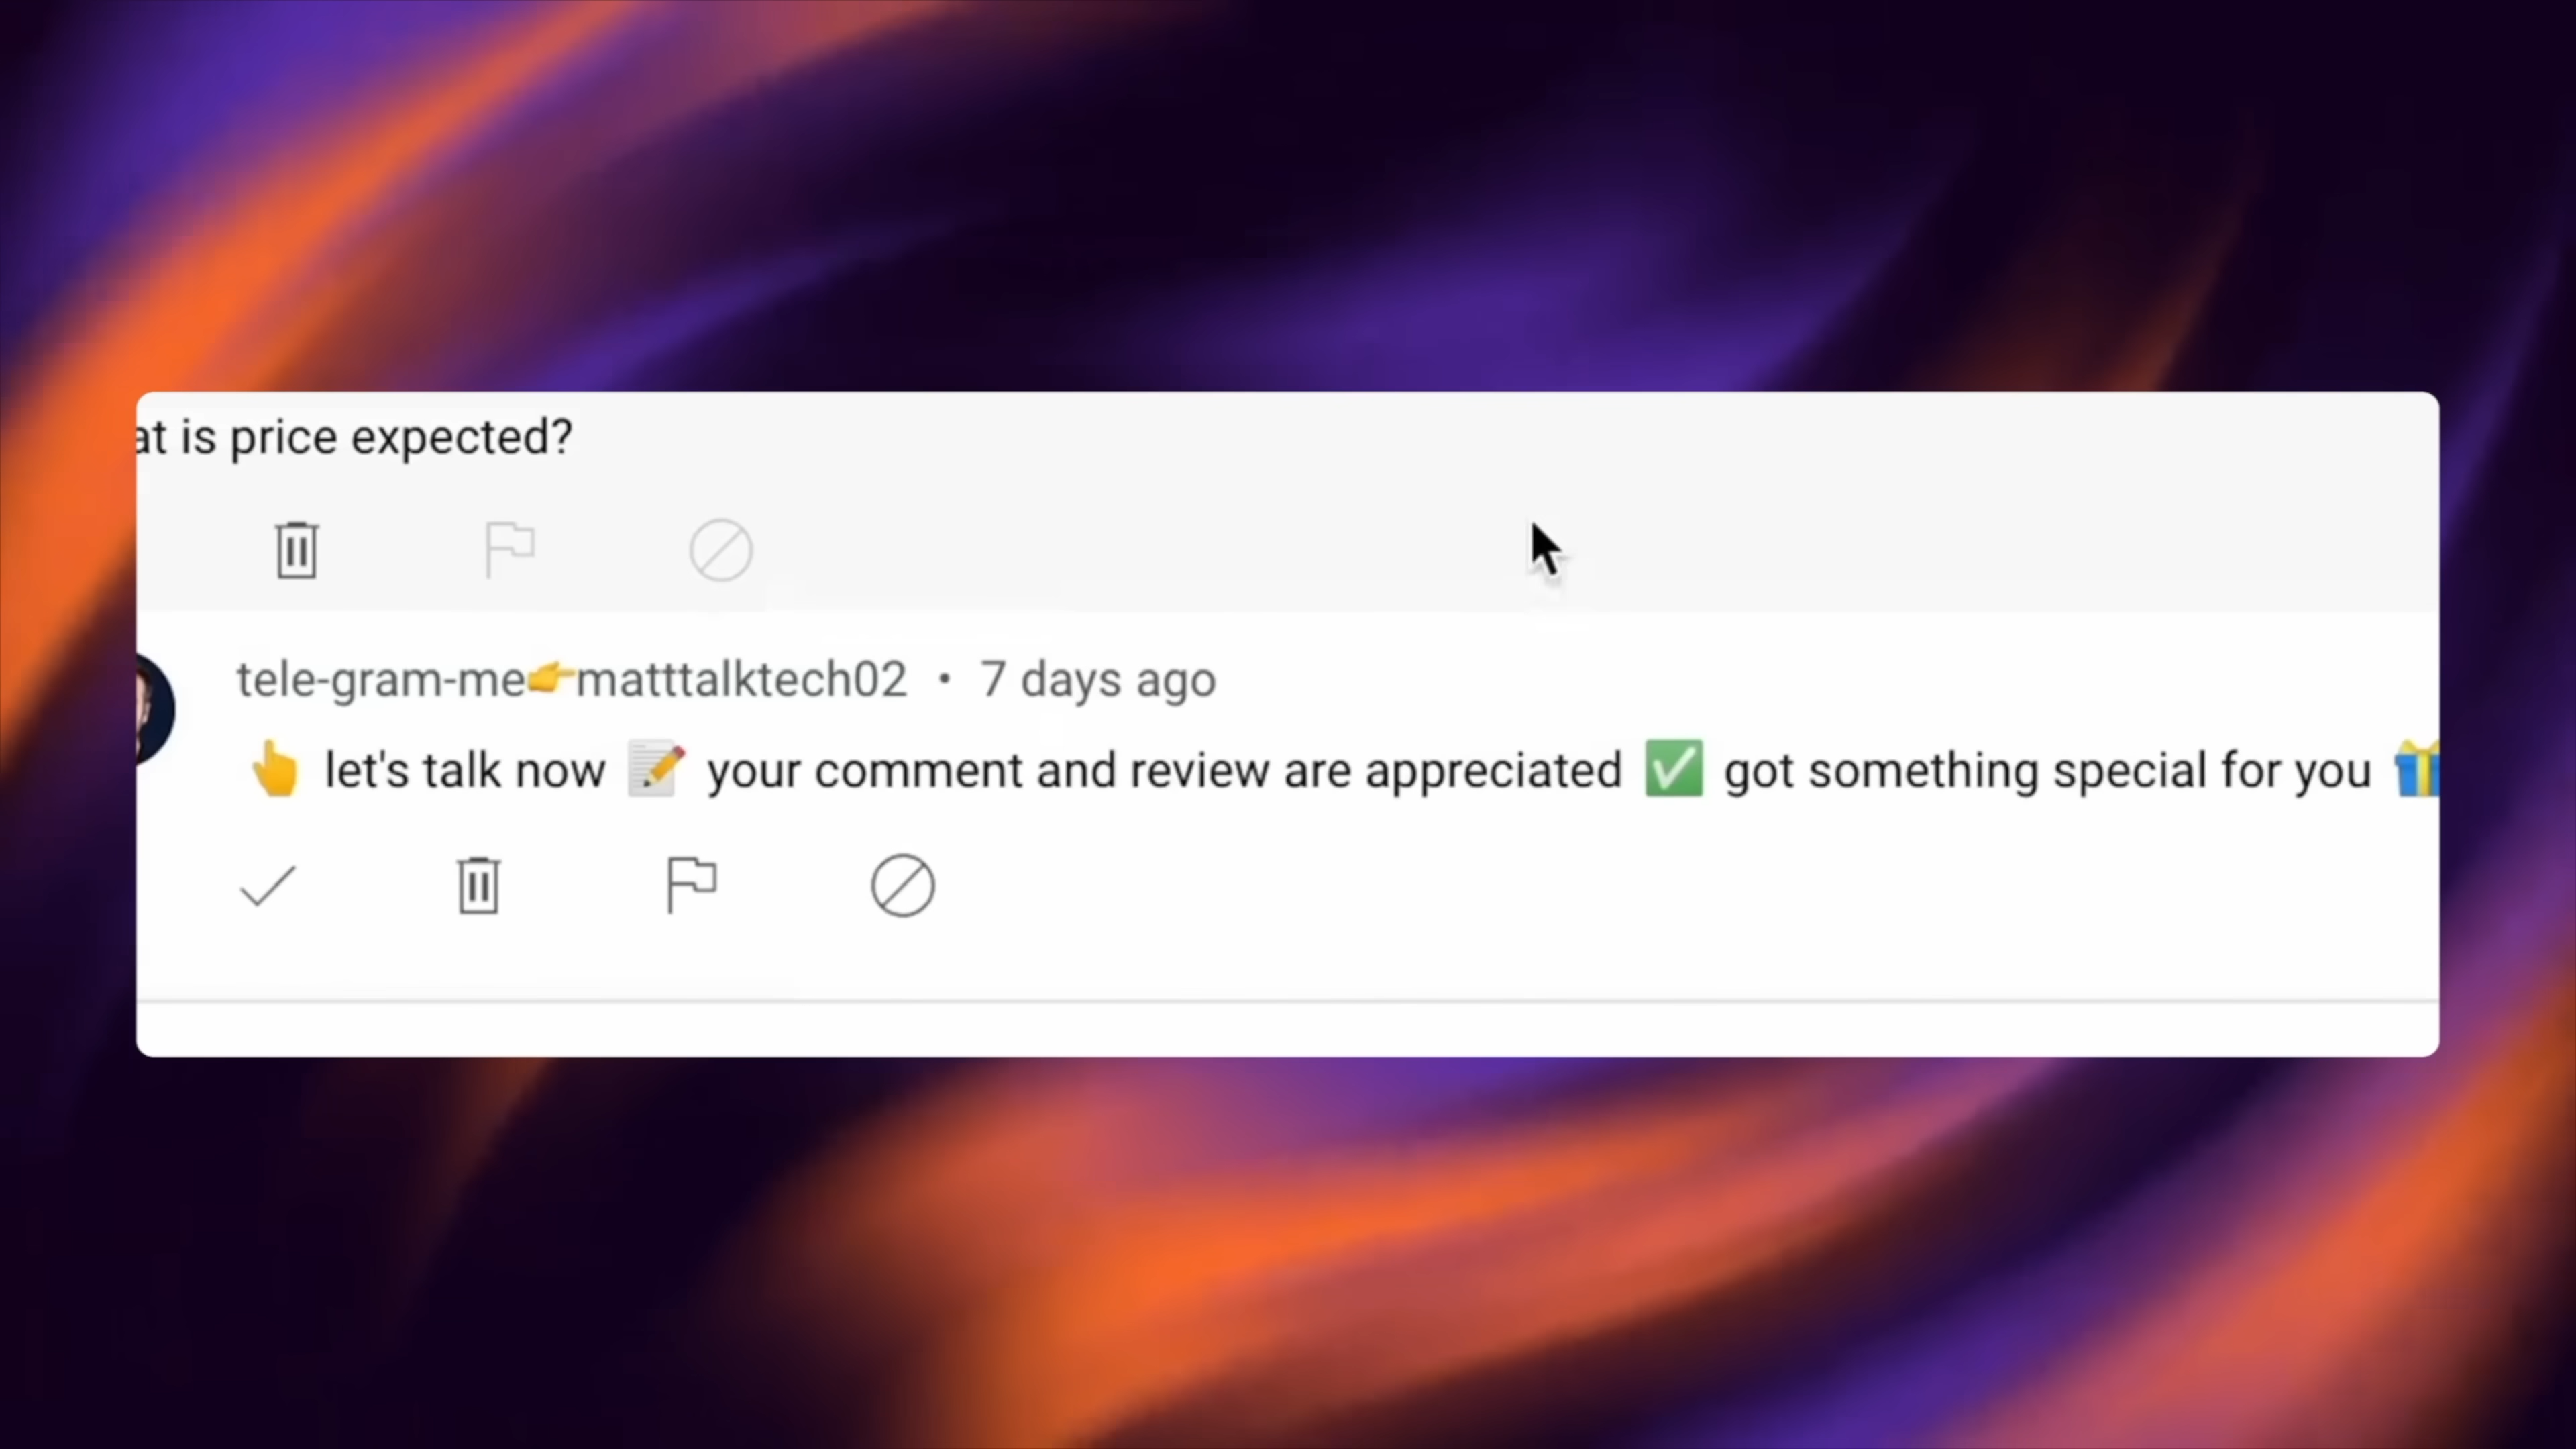 at is price expected?
tele-gram-me👉matttalktech02 • 7 days ago
👆 let's talk now 📝 your comment and review are appreciated ✅ got something special for you 🎁